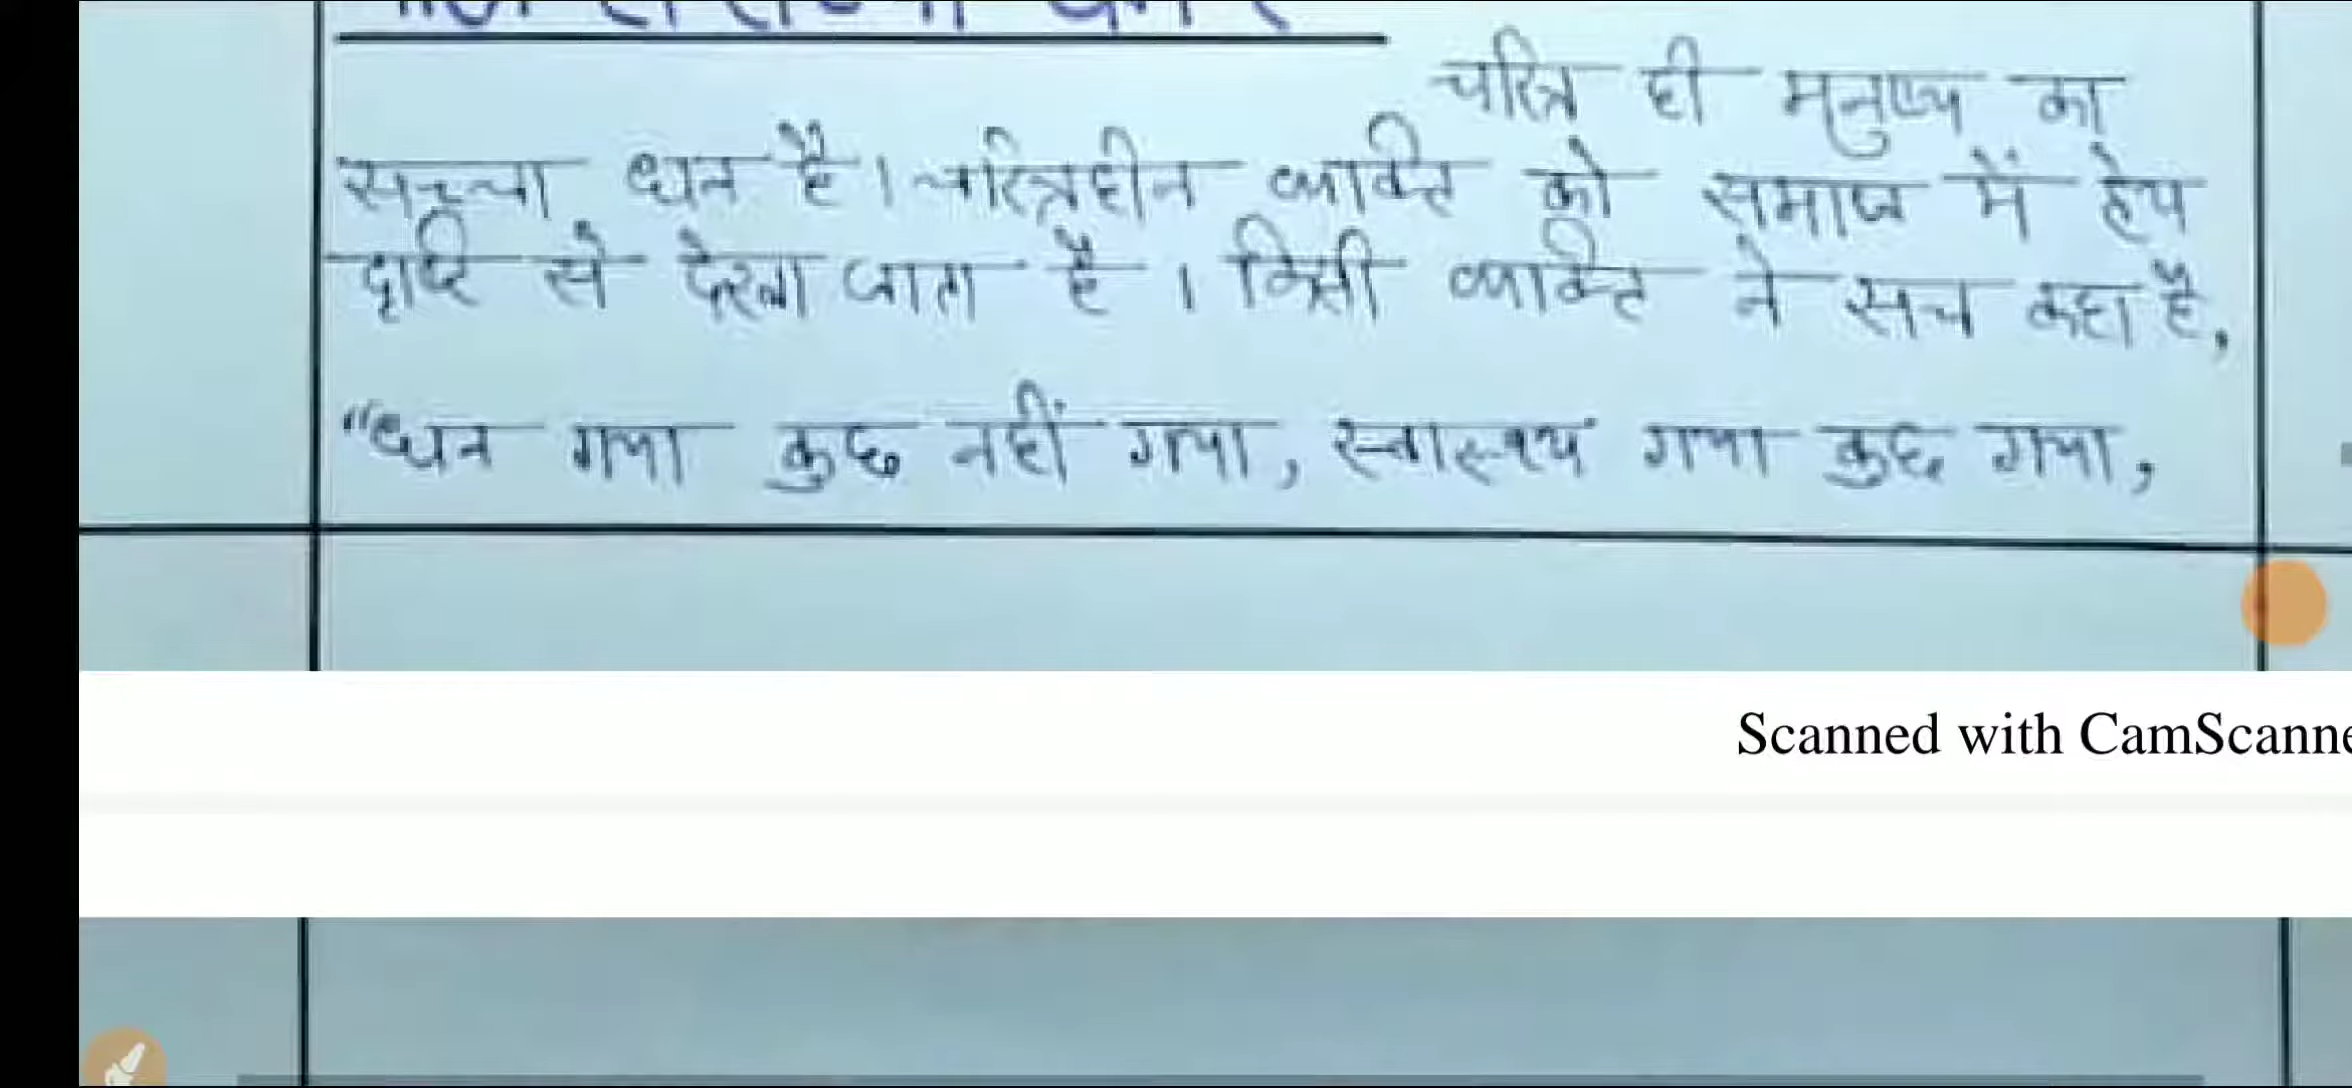 चरित्र ही मनुष्य का
सच्चा धन है। चरित्रहीन व्यक्ति को समाज में हेय
दृष्टि से देखा जाता है । किसी व्यक्ति ने सच कहा है,
"धन गया कुछ नहीं गया, स्वास्थ्य गया कुछ गया,
Scanned with CamScanne